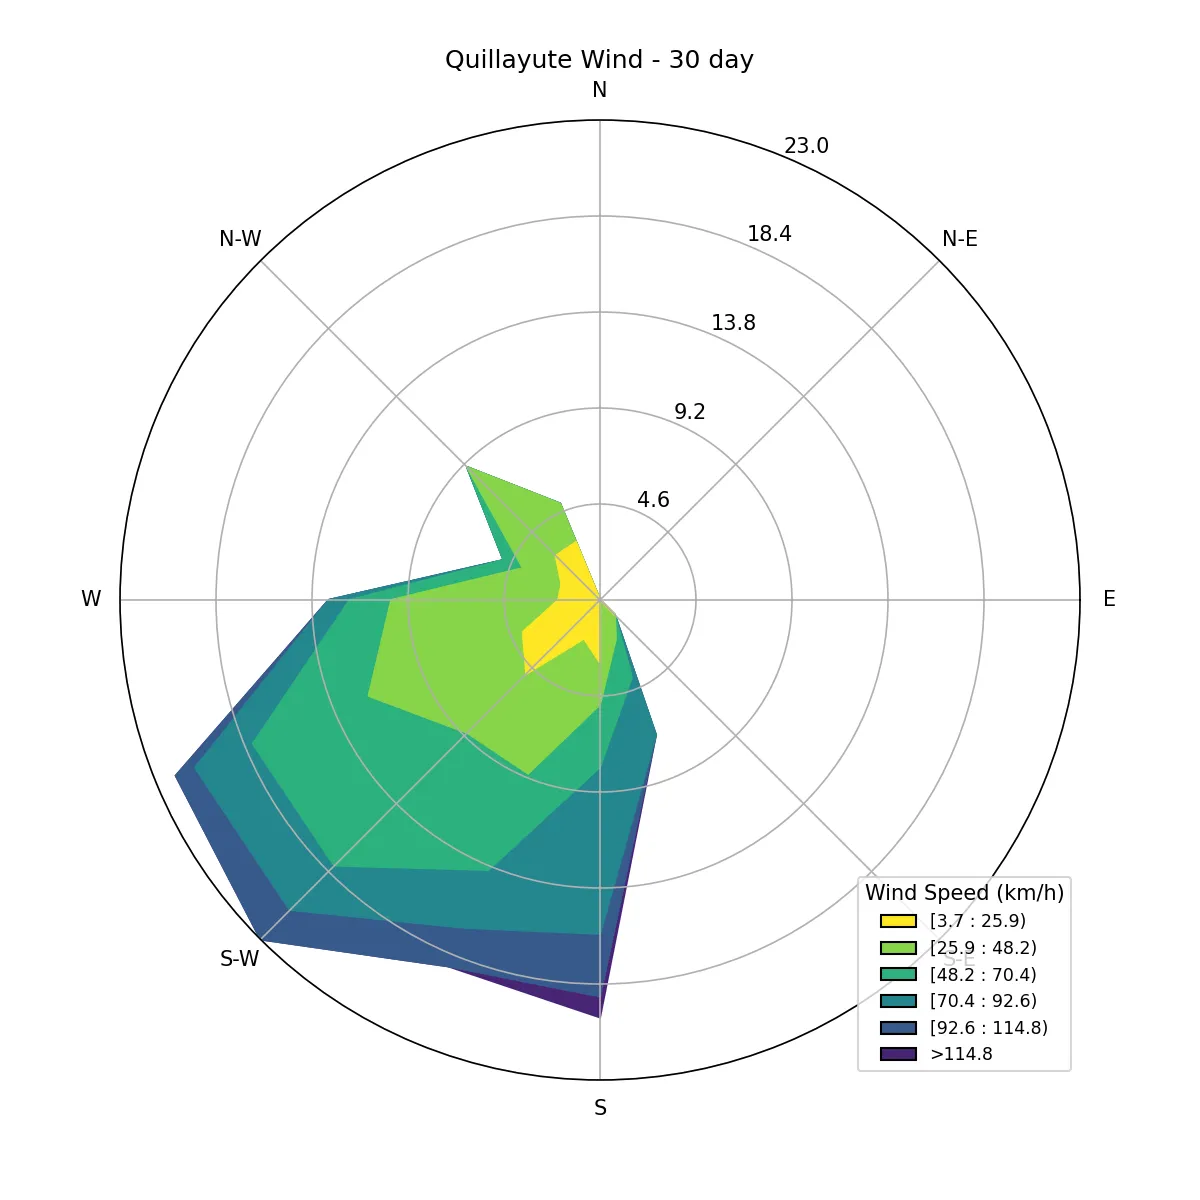 Quillayute Wind - 30 day
N
23.0
N-W
18.4
N-E
13.8
9.2
4.6
W
E
S-W
S-E
S
Wind Speed (km/h)
[3.7 : 25.9)
[25.9 : 48.2)
[48.2 : 70.4)
[70.4 : 92.6)
[92.6 : 114.8)
>114.8